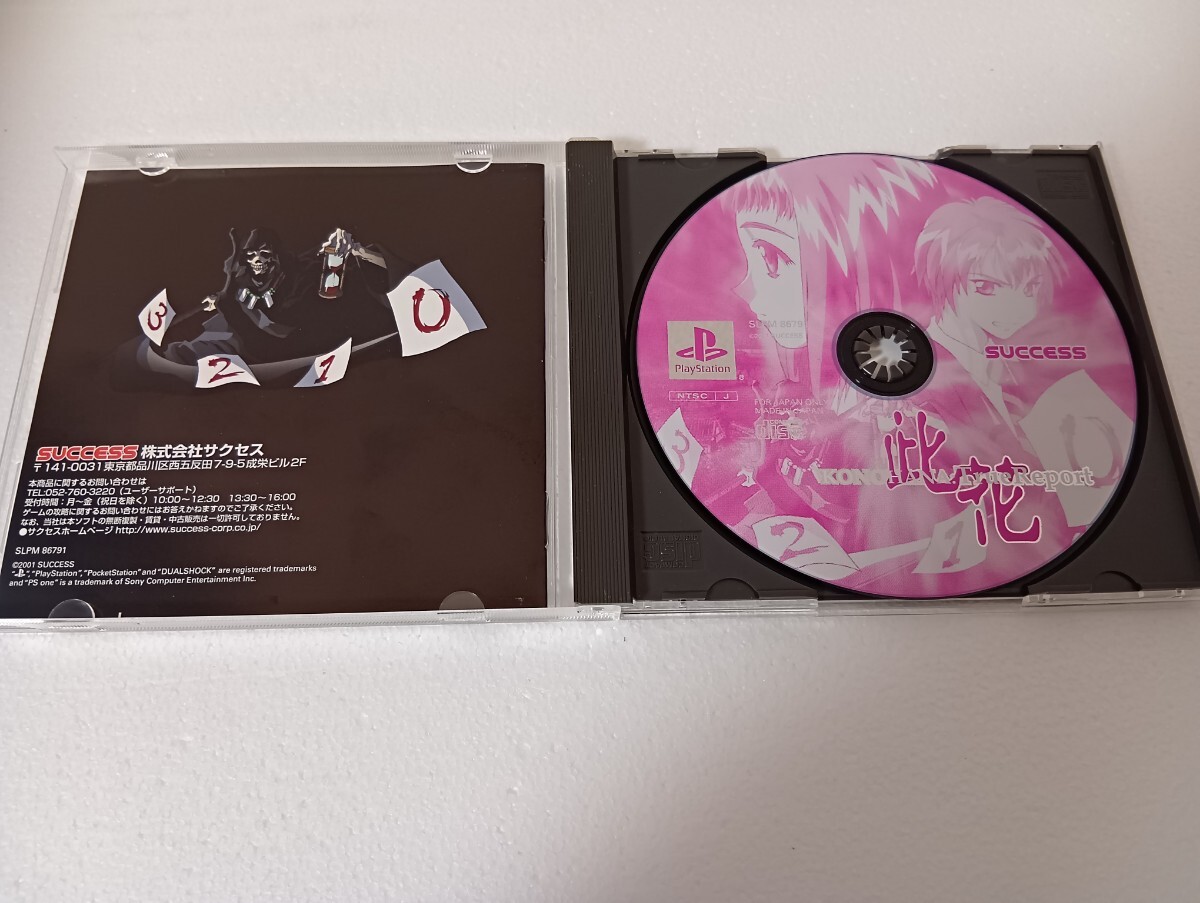 3
2
1
0
SUCCESS 株式会社サクセス
〒141-0031 東京都品川区西五反田7-9-5成栄ビル2F
本商品に関するお問い合わせは
TEL:052-760-3220（ユーザーサポート）
受付時間：月〜金（祝日を除く）10:00〜12:30 13:30〜16:00
ゲームの攻略に関するお問い合わせにはお答えかねますのでご了承ください。
なお、当社は本ソフトの無断複製・賃貸・中古販売は一切許可しておりません。
●サクセスホームページ http://www.success-corp.co.jp/
SLPM 86791
©2001 SUCCESS
", "PlayStation", "PocketStation" and "DUALSHOCK" are registered trademarks
and "PS one" is a trademark of Sony Computer Entertainment Inc.
PlayStation
NTSC J
FOR JAPAN ONLY
MADE IN JAPAN
disc
SUCCESS
此花
Report
3
2
1
0